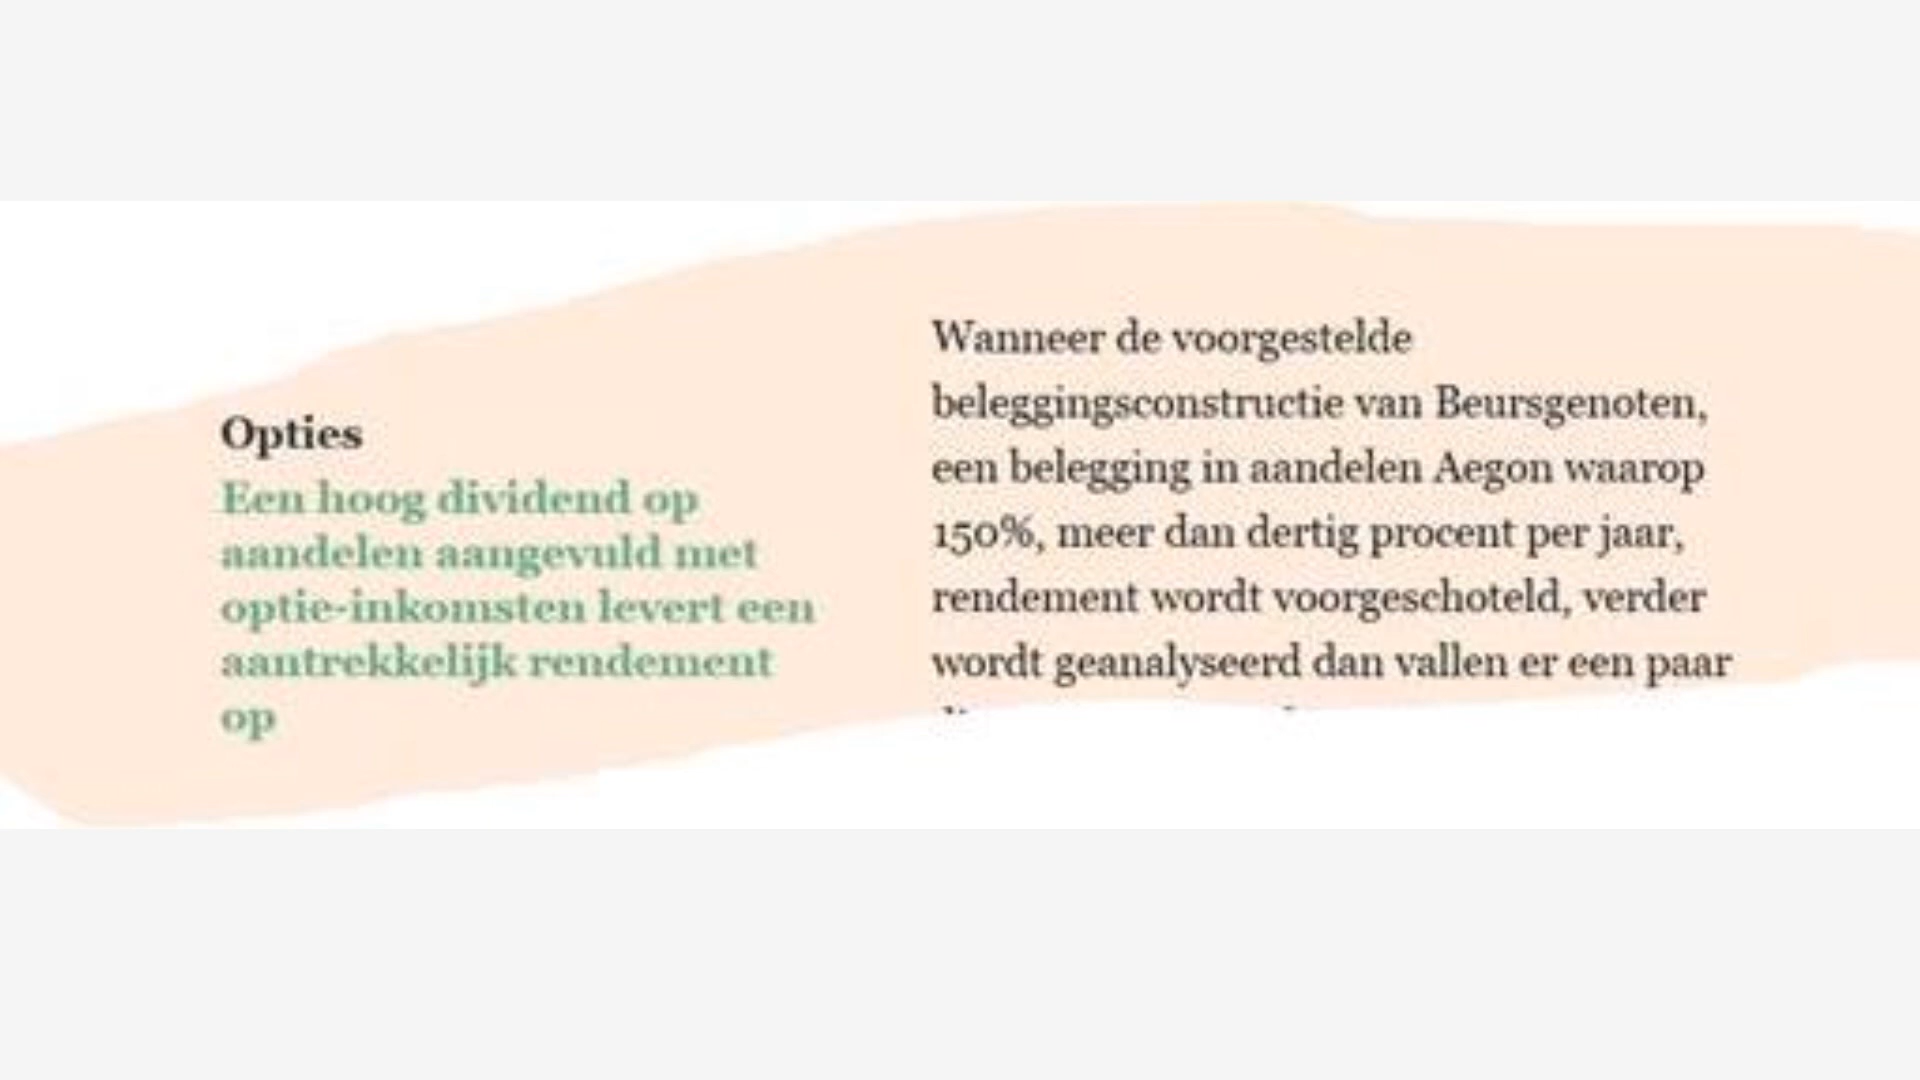 Opties
Een hoog dividend op
aandelen aangevuld met
optie-inkomsten levert een
aantrekkelijk rendement
op
Wanneer de voorgestelde
beleggingsconstructie van Beursgenoten,
een belegging in aandelen Aegon waarop
150%, meer dan dertig procent per jaar,
rendement wordt voorgeschoteld, verder
wordt geanalyseerd dan vallen er een paar